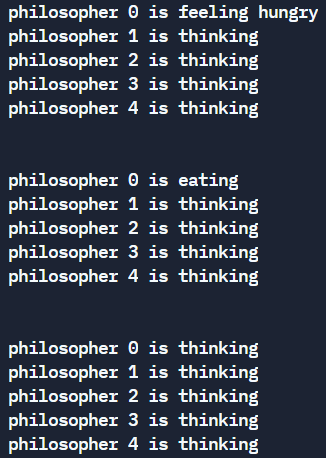 philosopher 0 is feeling hungry
philosopher 1 is thinking
philosopher 2 is thinking
philosopher 3 is thinking
philosopher 4 is thinking
philosopher 0 is eating
philosopher 1 is thinking
philosopher 2 is thinking
philosopher 3 is thinking
philosopher 4 is thinking
philosopher 0 is thinking
philosopher 1 is thinking
philosopher 2 is thinking
philosopher 3 is thinking
philosopher 4 is thinking